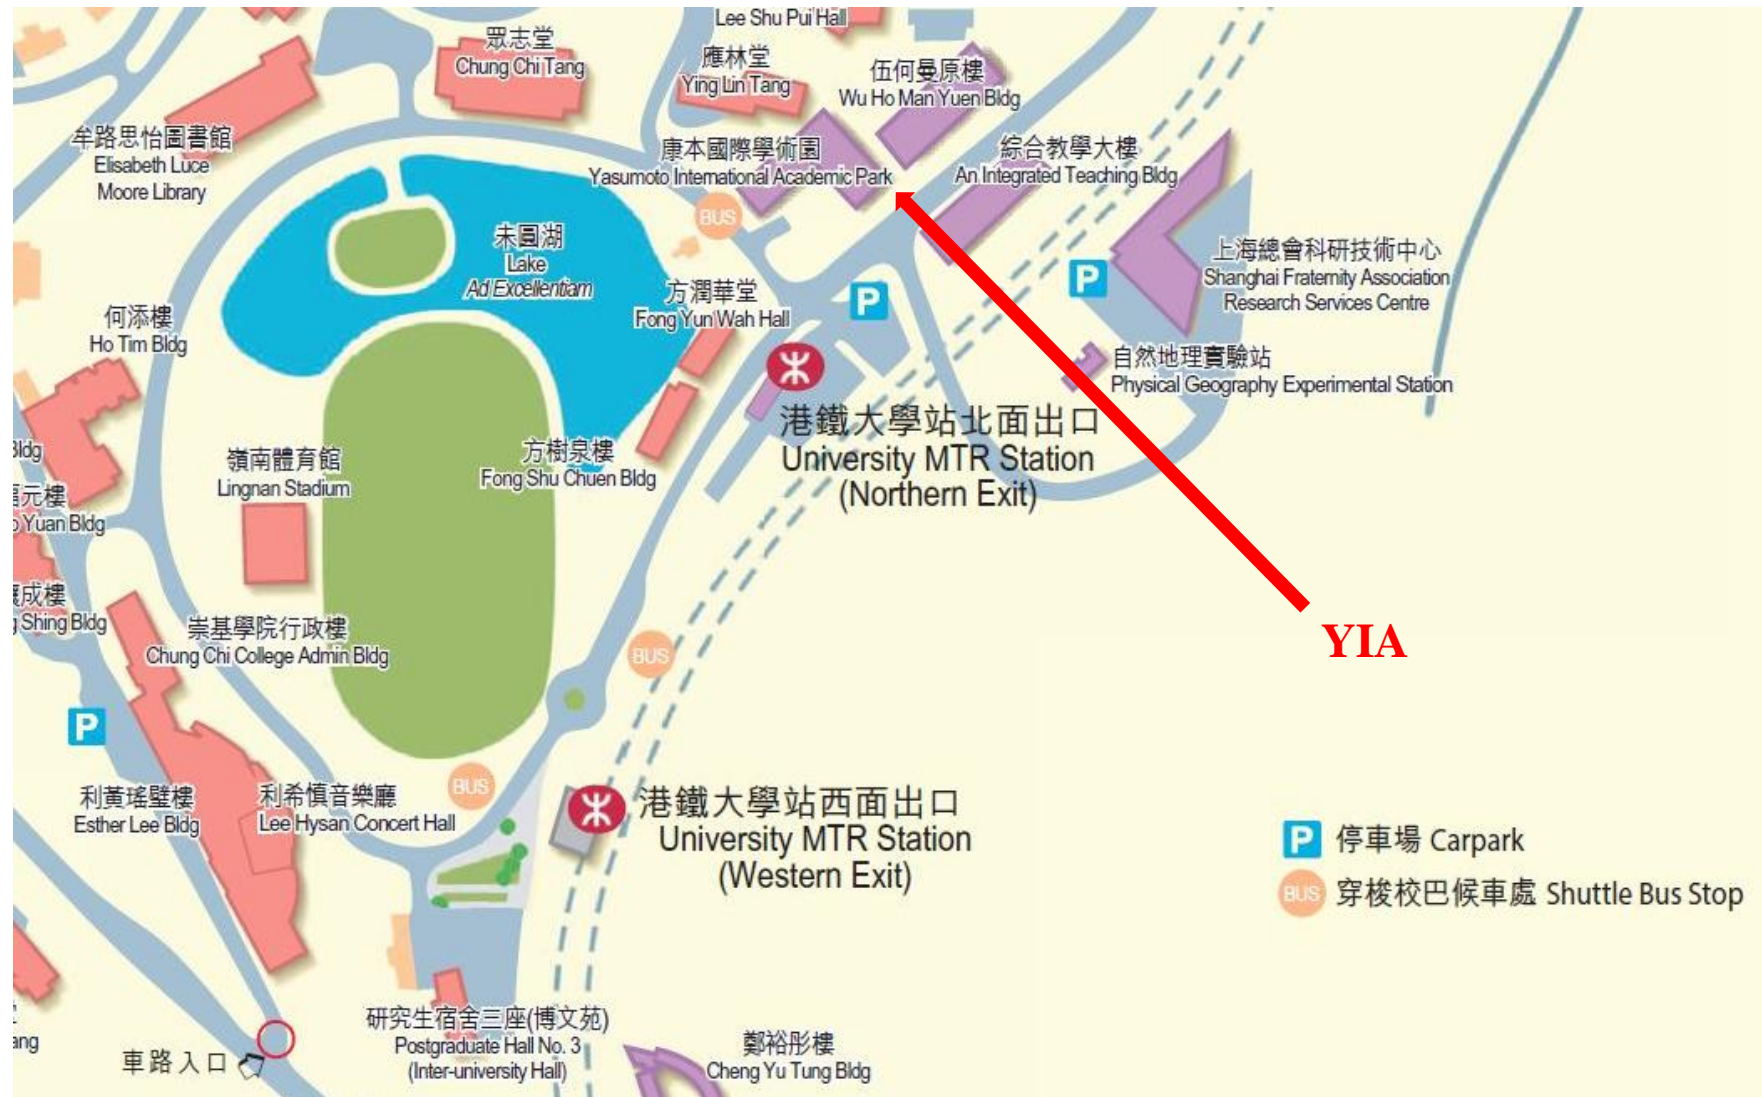 Lee Shu Pui Hall
眾志堂
Chung Chi Tang
應林堂
Ying Lin Tang
伍何曼原樓
Wu Ho Man Yuen Bldg
牟路思怡圖書館
Elisabeth Luce
Moore Library
康本國際學術園
Yasumoto International Academic Park
綜合教學大樓
An Integrated Teaching Bldg
BUS
未圓湖
Lake
Ad Excellentiam
上海總會科研技術中心
Shanghai Fraternity Association
Research Services Centre
P
P
方潤華堂
Fong Yun Wah Hall
何添樓
Ho Tim Bldg
自然地理實驗站
Physical Geography Experimental Station
港鐵大學站北面出口
University MTR Station
(Northern Exit)
方樹泉樓
Fong Shu Chuen Bldg
嶺南體育館
Lingnan Stadium
Bldg
元樓
Yuan Bldg
成樓
Shing Bldg
崇基學院行政樓
Chung Chi College Admin Bldg
BUS
YIA
P
BUS
利黃瑤璧樓
Esther Lee Bldg
利希慎音樂廳
Lee Hysan Concert Hall
港鐵大學站西面出口
University MTR Station
(Western Exit)
P 停車場 Carpark
BUS 穿梭校巴候車處 Shuttle Bus Stop
研究生宿舍三座(博文苑)
Postgraduate Hall No. 3
(Inter-university Hall)
ang
車路入口
鄭裕彤樓
Cheng Yu Tung Bldg